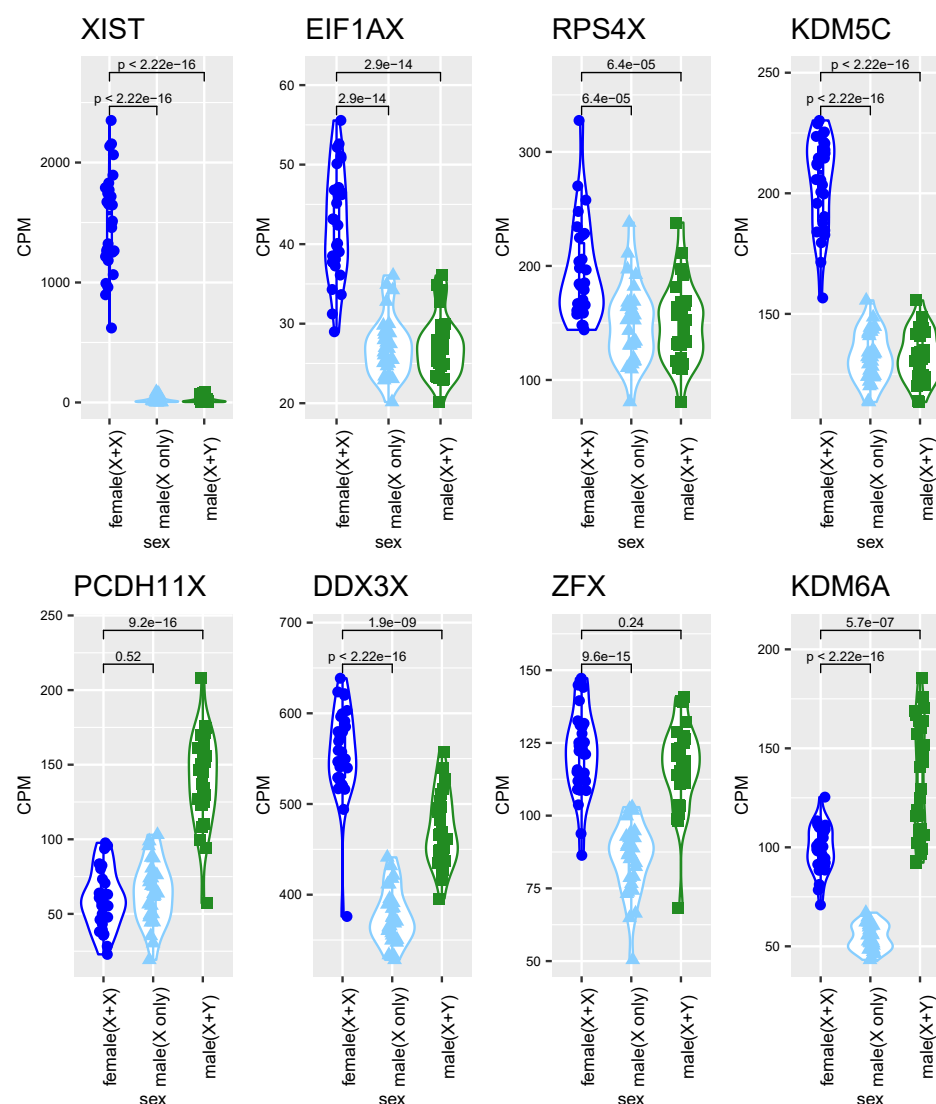 XIST
p < 2.22e−16
p < 2.22e−16
2000
1000
0
CPM
female(X+X)
male(X only)
male(X+Y)
sex
EIF1AX
60
2.9e−14
2.9e−14
50
40
30
20
CPM
female(X+X)
male(X only)
male(X+Y)
sex
RPS4X
6.4e−05
6.4e−05
300
200
100
CPM
female(X+X)
male(X only)
male(X+Y)
sex
KDM5C
250
p < 2.22e−16
p < 2.22e−16
200
150
CPM
female(X+X)
male(X only)
male(X+Y)
sex
PCDH11X
250
9.2e−16
0.52
200
150
100
50
CPM
female(X+X)
male(X only)
male(X+Y)
sex
DDX3X
700
1.9e−09
p < 2.22e−16
600
500
400
CPM
female(X+X)
male(X only)
male(X+Y)
sex
ZFX
0.24
9.6e−15
150
125
100
75
50
CPM
female(X+X)
male(X only)
male(X+Y)
sex
KDM6A
200
5.7e−07
p < 2.22e−16
150
100
50
CPM
female(X+X)
male(X only)
male(X+Y)
sex